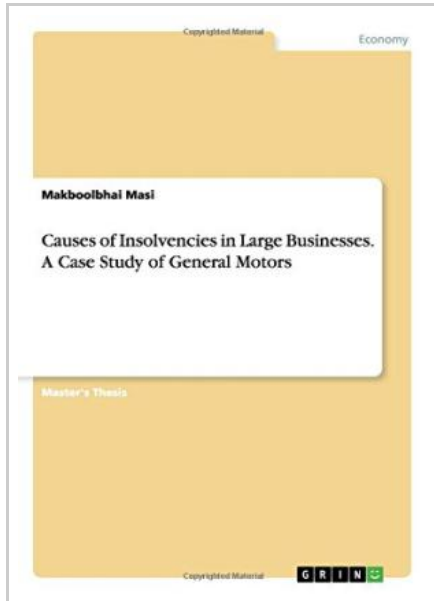 Copyrighted Material
Economy
Makboolbhai Masi
Causes of Insolvencies in Large Businesses.
A Case Study of General Motors
Master's Thesis
Copyrighted Material
GRIN